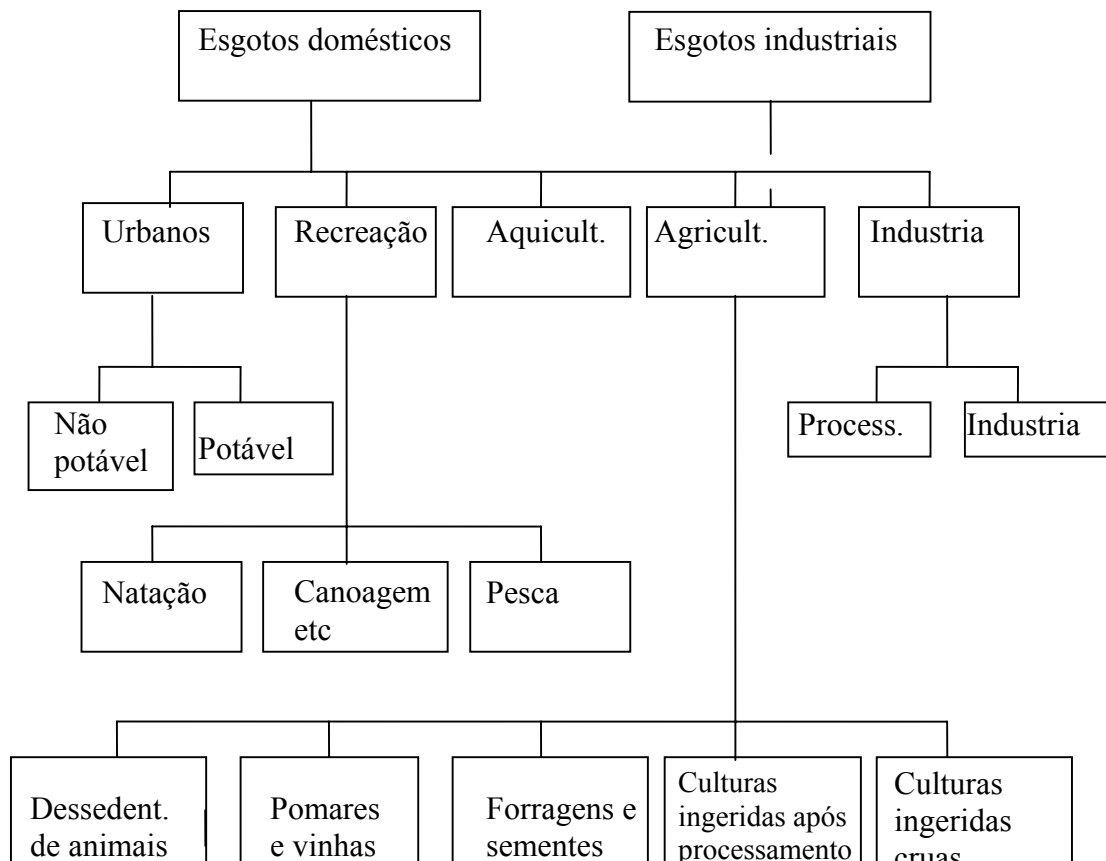 Esgotos domésticos
Esgotos industriais
Urbanos
Recreação
Aquicult.
Agricult.
Industria
Não
potável
Potável
Process.
Industria
Natação
Canoagem
etc
Pesca
Dessedent.
de animais
Pomares
e vinhas
Forragens e
sementes
Culturas
ingeridas após
processamento
Culturas
ingeridas
cruas